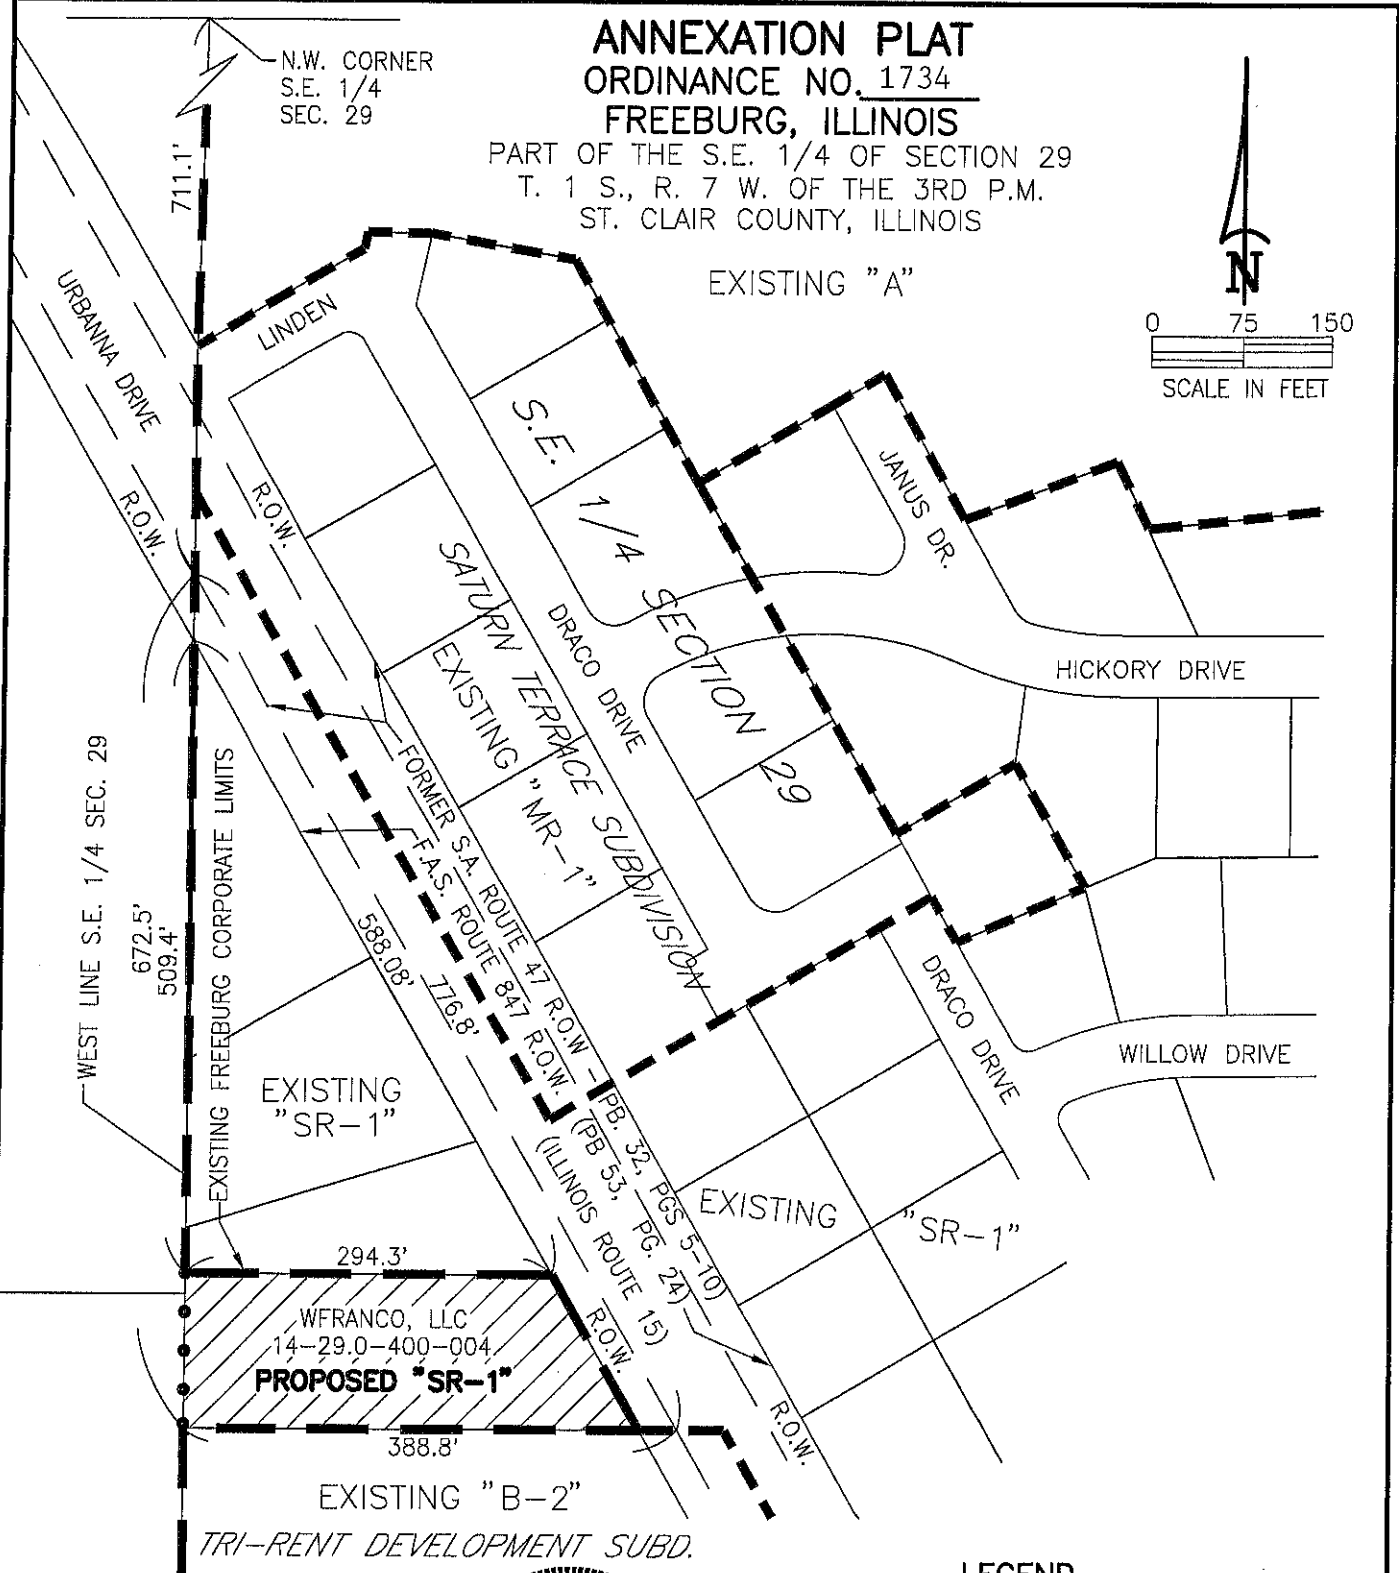 ANNEXATION PLAT
ORDINANCE NO. 1734
FREEBURG, ILLINOIS
PART OF THE S.E. 1/4 OF SECTION 29
T. 1 S., R. 7 W. OF THE 3RD P.M.
ST. CLAIR COUNTY, ILLINOIS
N.W. CORNER
S.E. 1/4
SEC. 29
711.1'
EXISTING "A"
N
0 75 150
SCALE IN FEET
URBANNA DRIVE
LINDEN
R.O.W.
R.O.W.
S.E. 1/4 SECTION 29
JANUS DR.
HICKORY DRIVE
SATURN TERRACE SUBDIVISION
EXISTING "MR-1"
DRACO DRIVE
FORMER S.A. ROUTE 47 R.O.W - PB. 32, PGS 5-10)
F.A.S. ROUTE 847 R.O.W. (PB 53, PG. 24)
(ILLINOIS ROUTE 15)
WEST LINE S.E. 1/4 SEC. 29
672.5'
509.4'
EXISTING FREEBURG CORPORATE LIMITS
588.08'
776.8'
DRACO DRIVE
WILLOW DRIVE
EXISTING
"SR-1"
EXISTING "SR-1"
294.3'
WFRANCO, LLC
14-29.0-400-004
PROPOSED "SR-1"
R.O.W.
R.O.W.
388.8'
EXISTING "B-2"
TRI-RENT DEVELOPMENT SUBD.
LEGEND